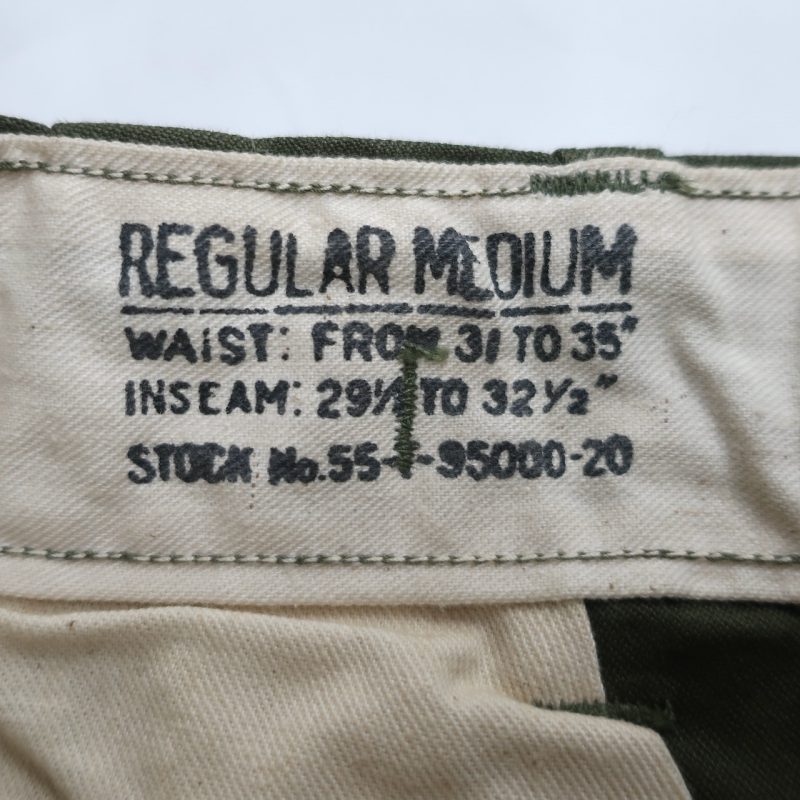 REGULAR MEDIUM
WAIST: FROM 31 TO 35"
INSEAM: 29½ TO 32½"
STOCK No. 55- -95000-20